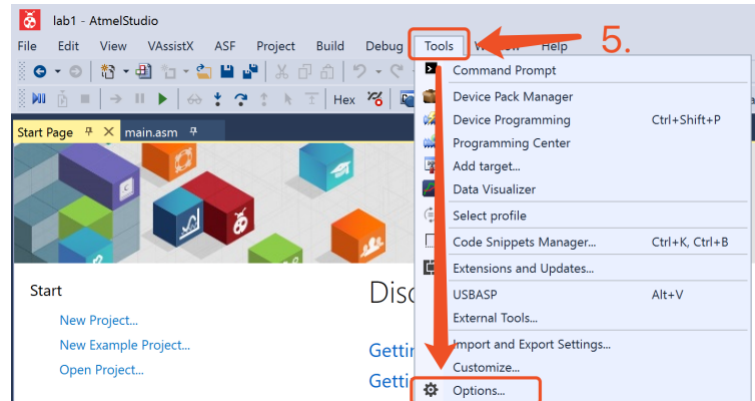 lab1 - AtmelStudio
File Edit View VAssistX ASF Project Build Debug Tools Help 5.
Hex
Start Page main.asm
Command Prompt
Device Pack Manager
Device Programming Ctrl+Shift+P
Programming Center
Add target...
Data Visualizer
Select profile
Code Snippets Manager... Ctrl+K, Ctrl+B
Extensions and Updates...
USBASP Alt+V
External Tools...
Import and Export Settings...
Customize...
Options...
Start
New Project...
New Example Project...
Open Project...
Disc
Gettin
Getti